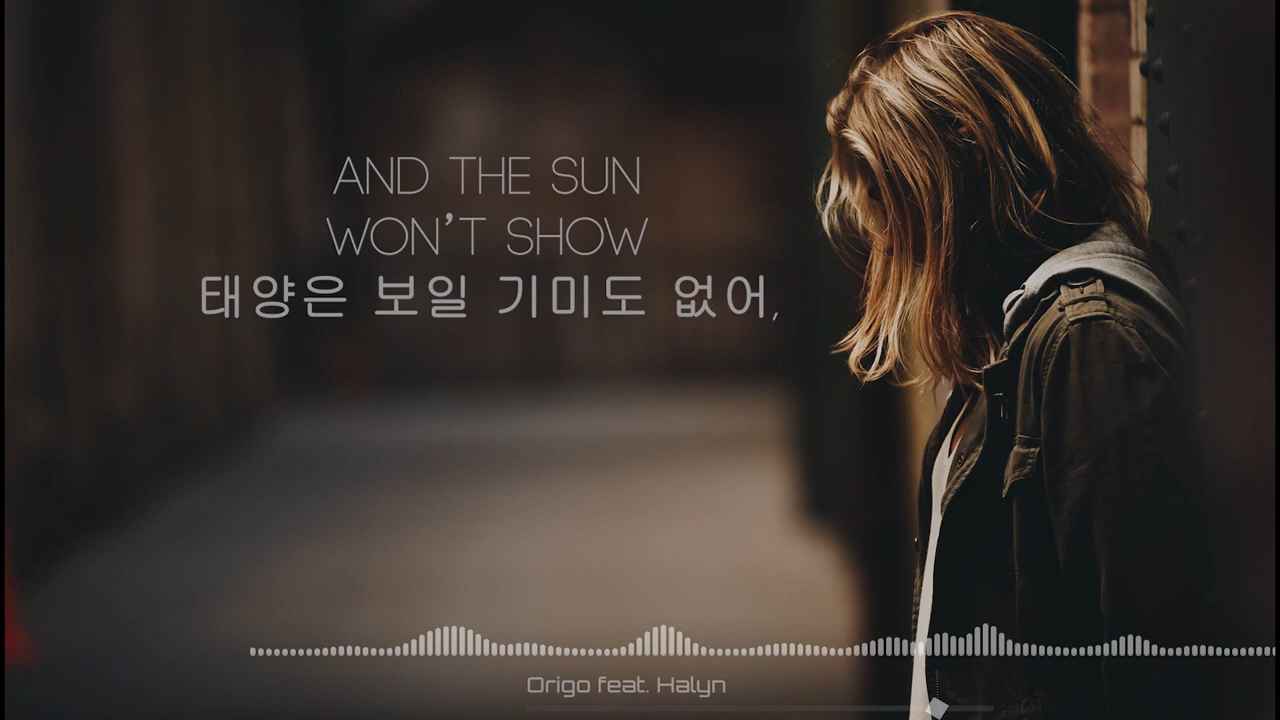 AND THE SUN
WON'T SHOW
태양은 보일 기미도 없어,
Origo feat. Halyn